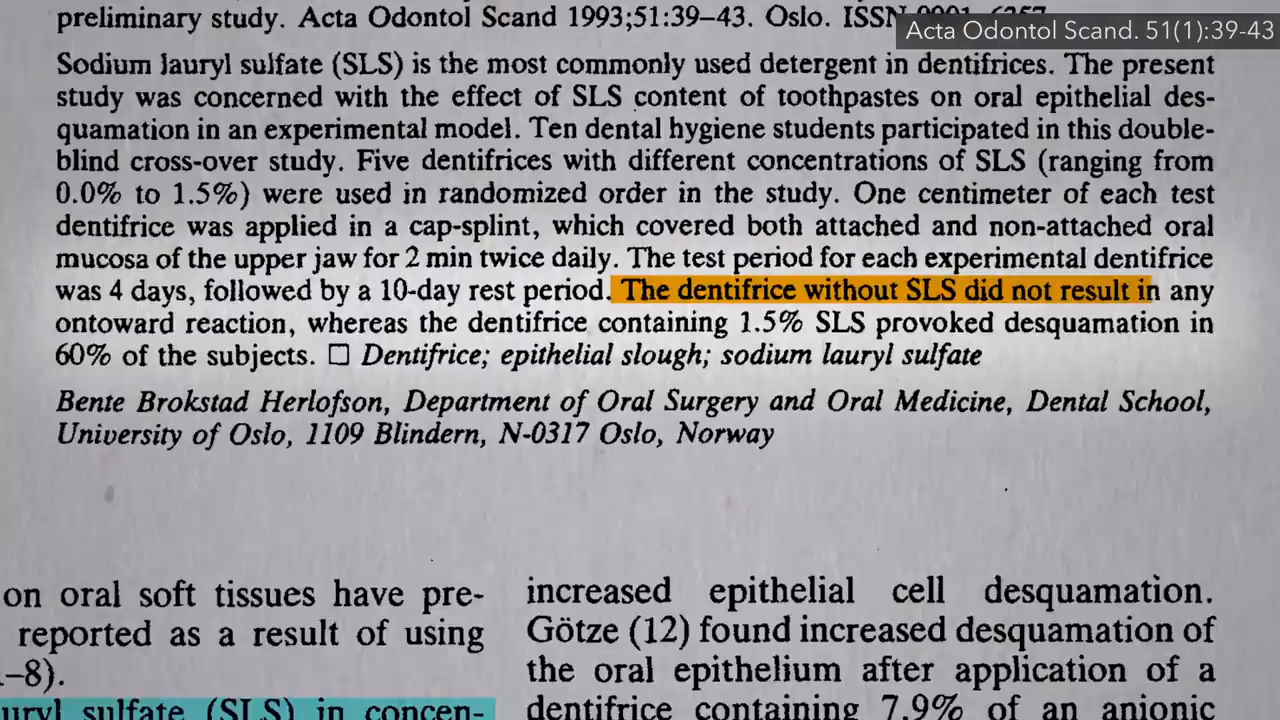 preliminary study. Acta Odontol Scand 1993;51:39–43. Oslo. ISSN
Acta Odontol Scand. 51(1):39-43
Sodium lauryl sulfate (SLS) is the most commonly used detergent in dentifrices. The present
study was concerned with the effect of SLS content of toothpastes on oral epithelial des-
quamation in an experimental model. Ten dental hygiene students participated in this double-
blind cross-over study. Five dentifrices with different concentrations of SLS (ranging from
0.0% to 1.5%) were used in randomized order in the study. One centimeter of each test
dentifrice was applied in a cap-splint, which covered both attached and non-attached oral
mucosa of the upper jaw for 2 min twice daily. The test period for each experimental dentifrice
was 4 days, followed by a 10-day rest period. The dentifrice without SLS did not result in any
ontoward reaction, whereas the dentifrice containing 1.5% SLS provoked desquamation in
60% of the subjects. □ Dentifrice; epithelial slough; sodium lauryl sulfate
Bente Brokstad Herlofson, Department of Oral Surgery and Oral Medicine, Dental School,
University of Oslo, 1109 Blindern, N-0317 Oslo, Norway
on oral soft tissues have pre-
reported as a result of using
–8).
uryl sulfate (SLS) in concen-
increased epithelial cell desquamation.
Götze (12) found increased desquamation of
the oral epithelium after application of a
dentifrice containing 7.9% of an anionic